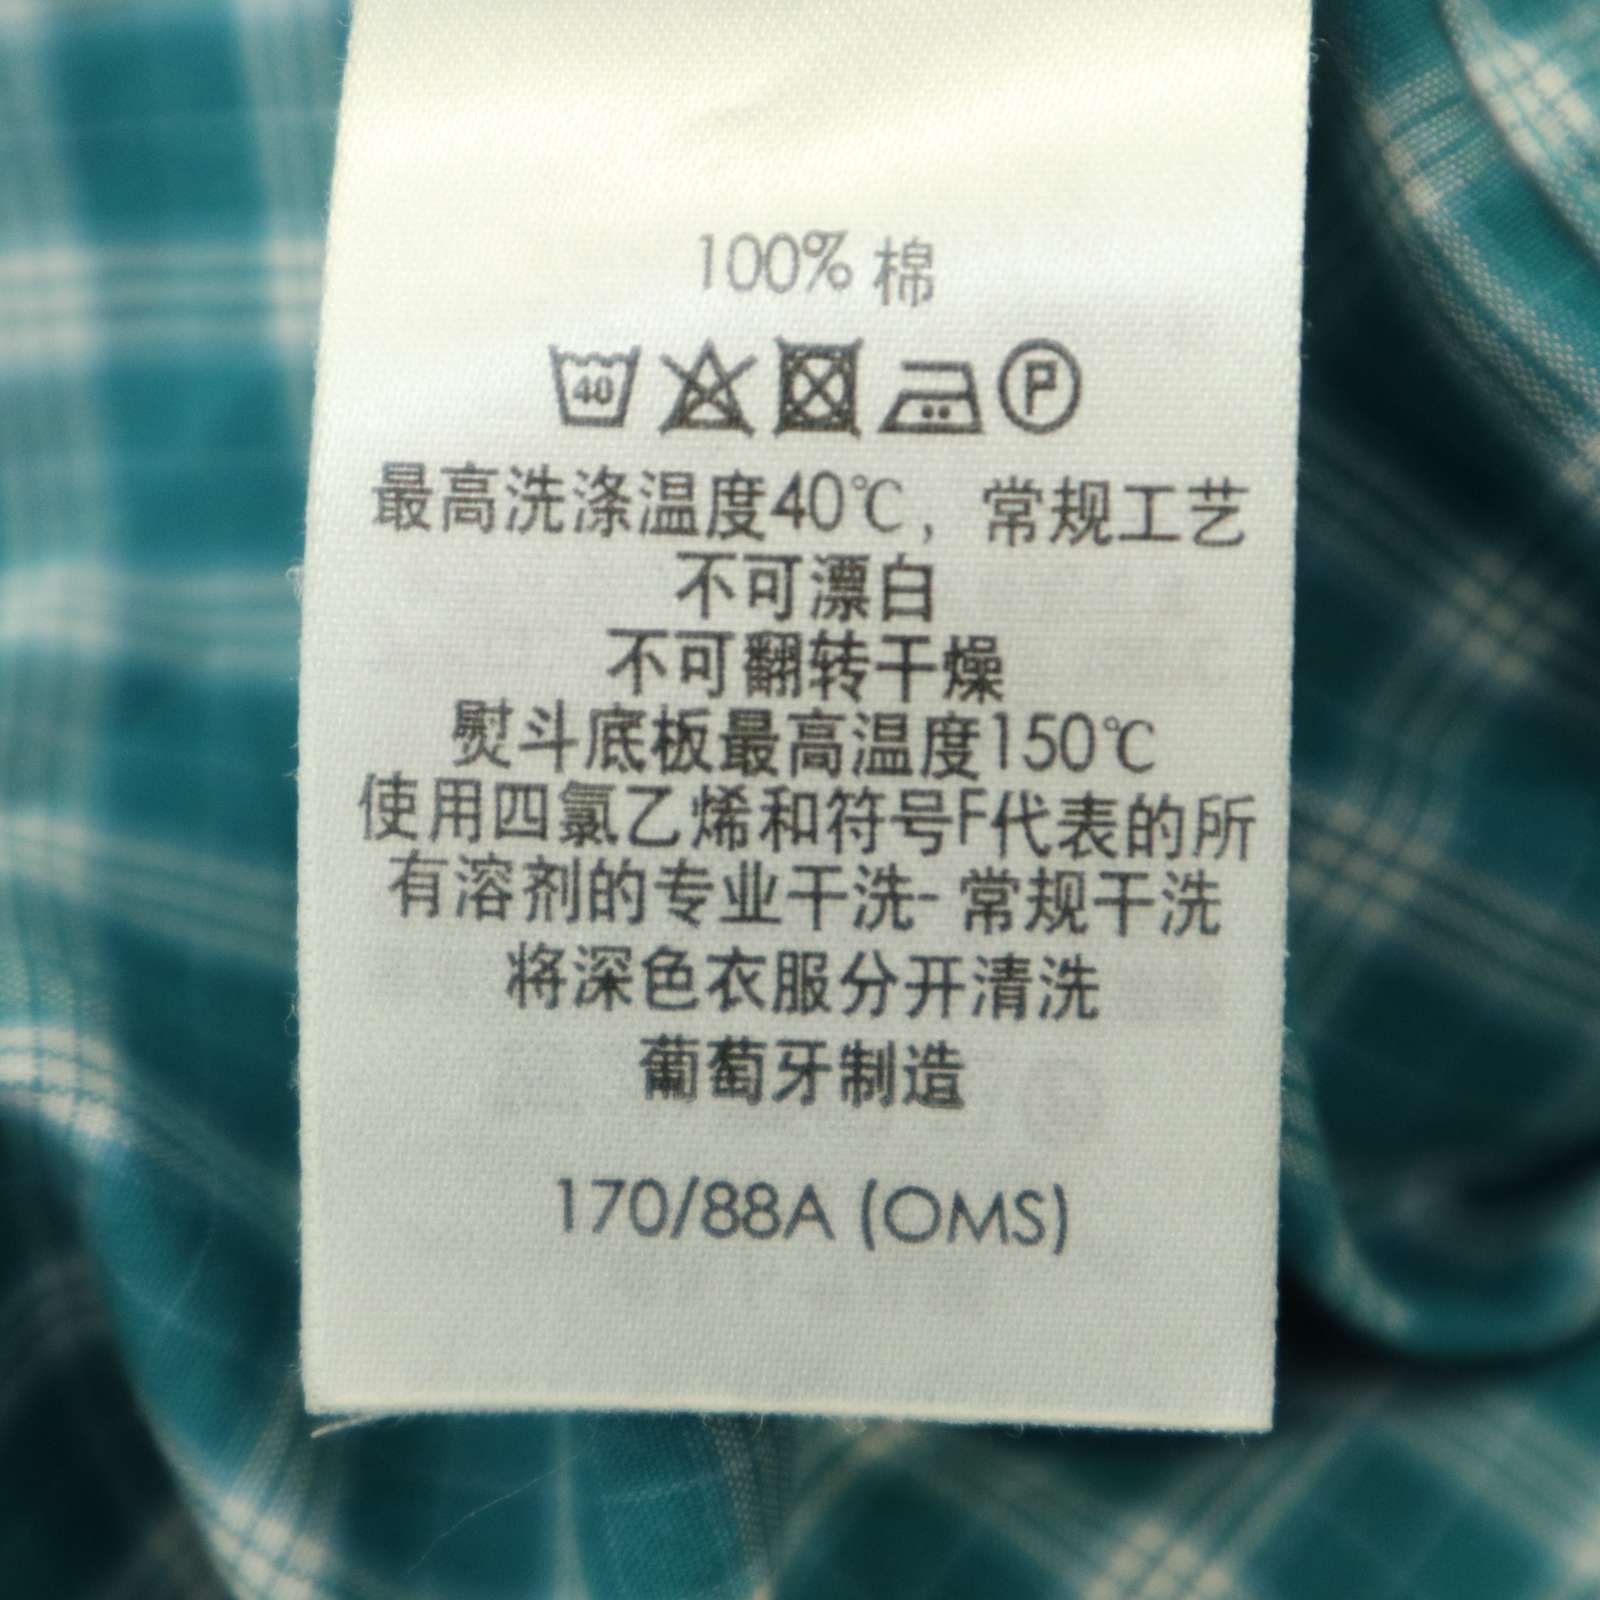 100% 棉
40 P
最高洗涤温度40℃，常规工艺
不可漂白
不可翻转干燥
熨斗底板最高温度150℃
使用四氯乙烯和符号F代表的所
有溶剂的专业干洗- 常规干洗
将深色衣服分开清洗
葡萄牙制造
170/88A (OMS)